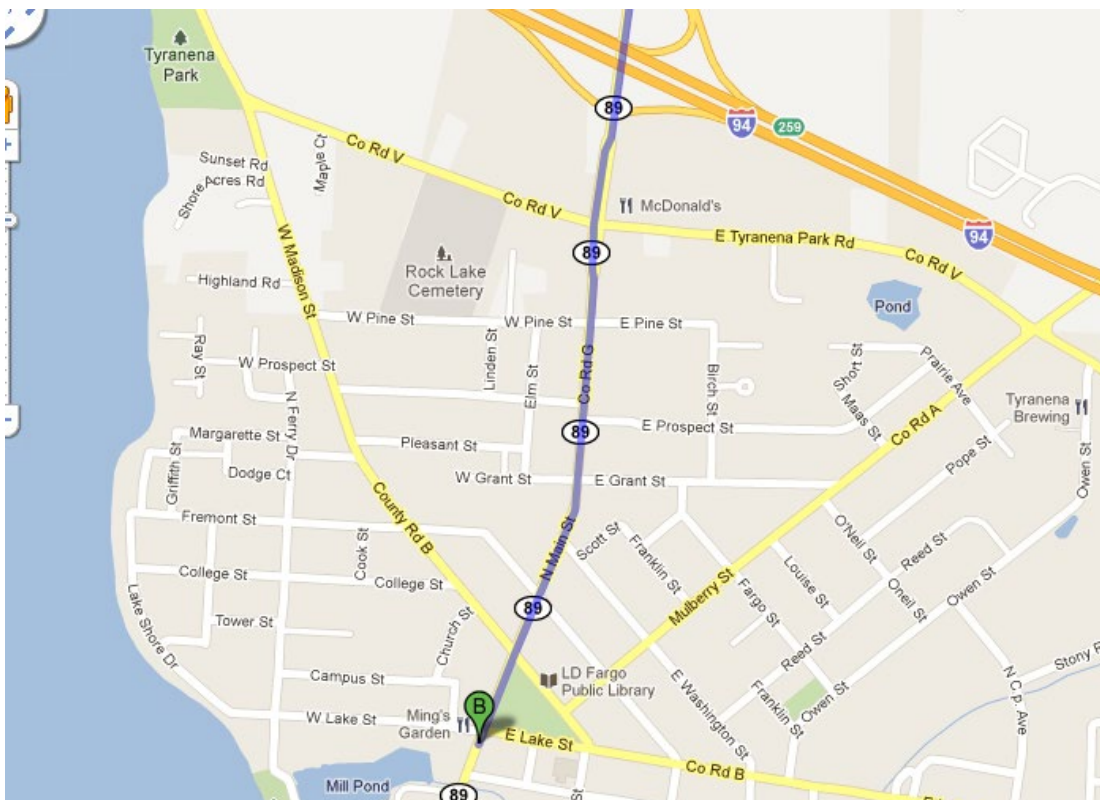 Tyranena
Park
89
94
259
Co Rd V
Maple Ct
Sunset Rd
Acres Rd
Shore
Co Rd V
McDonald's
W Madison St
E Tyranena Park Rd
94
Co Rd V
89
Rock Lake
Cemetery
Highland Rd
Pond
W Pine St
W Pine St
E Pine St
Ray St
Linden St
Co Rd G
Short St
Prairie Ave
W Prospect St
Elm St
Birch St
N Ferry Dr
Maas St
Tyranena
Brewing
Co Rd A
89
E Prospect St
Margarette St
Pleasant St
Pope St
Griffith St
Dodge Ct
W Grant St
E Grant St
Owen St
County Rd B
Fremont St
N Main St
Scott St
O'Neil St
Reed St
Cook St
College St
College St
Franklin St
Louise St
Mulberry St
Fargo St
Oneil St
Owen St
Lake Shore Dr
Tower St
89
Church St
Reed St
Stony
Campus St
LD Fargo
Public Library
E Washington St
Franklin St
Owen St
N C.p. Ave
B
W Lake St
Ming's
Garden
E Lake St
Co Rd B
Mill Pond
89
St